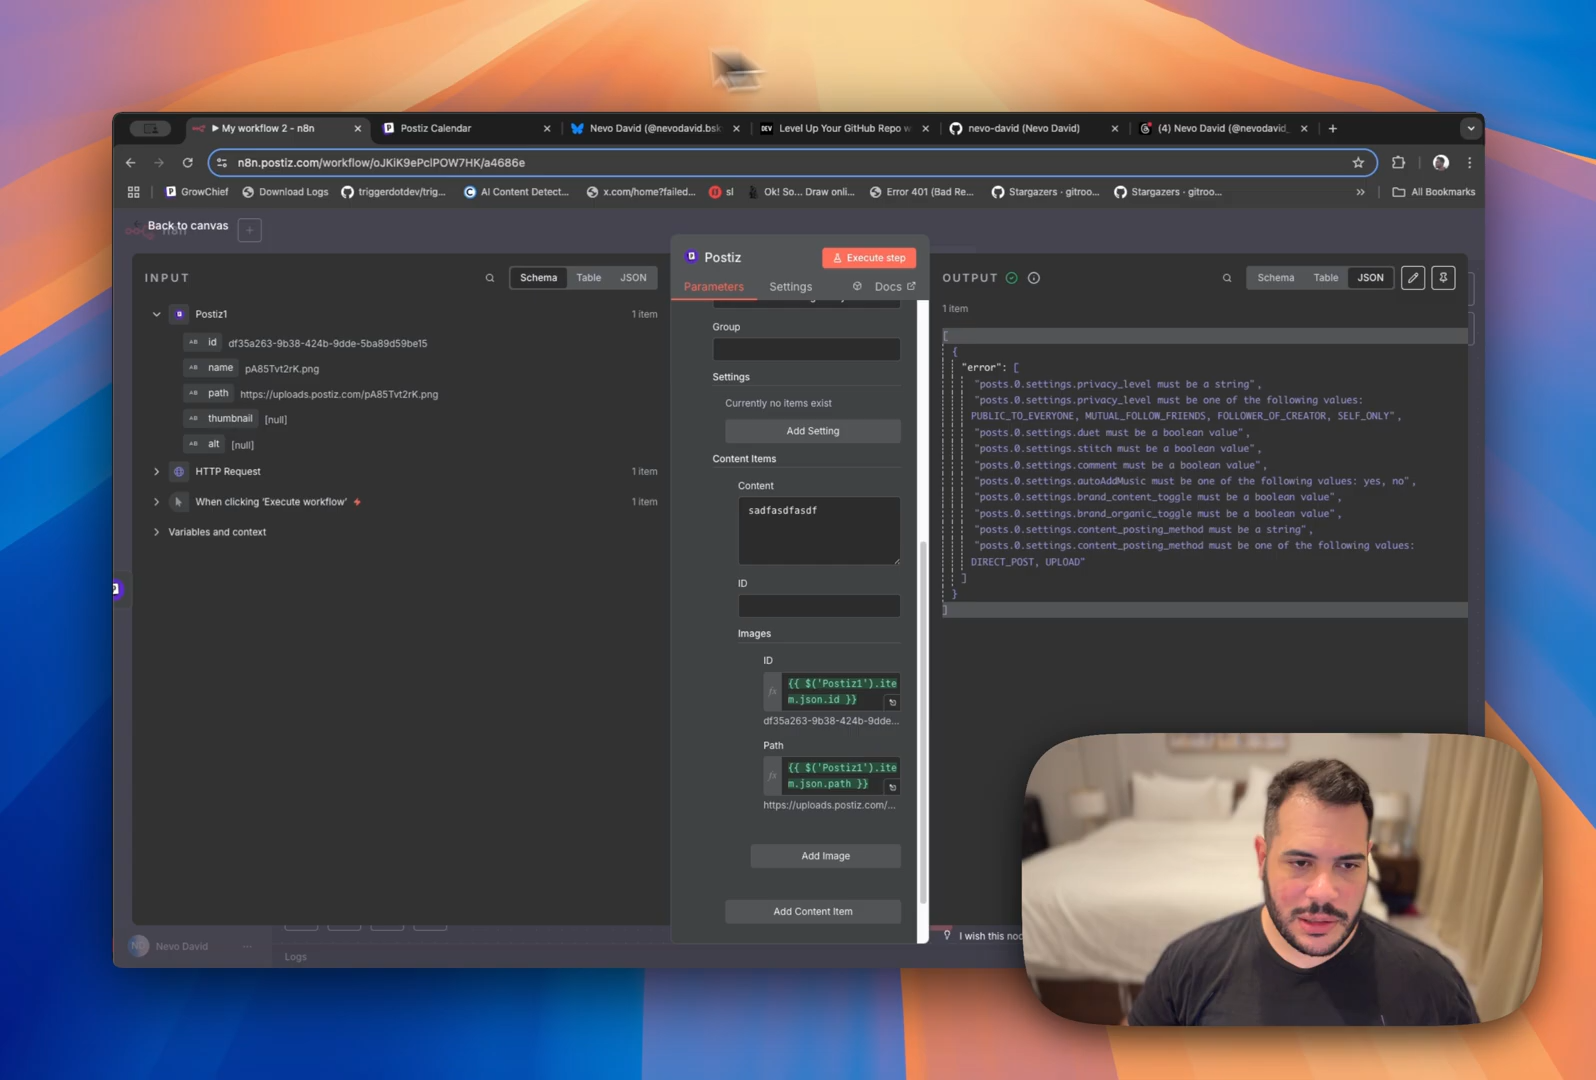 My workflow 2 - n8n
Postiz Calendar
Nevo David (@nevodavid.bsk
Level Up Your GitHub Repo w
nevo-david (Nevo David)
(4) Nevo David (@nevodavid_
n8n.postiz.com/workflow/oJKiK9ePclPOW7HK/a4686e
GrowChief
Download Logs
triggerdotdev/trig...
AI Content Detect...
x.com/home?failed...
sl
Ok! So... Draw onli...
Error 401 (Bad Re...
Stargazers · gitroo...
Stargazers · gitroo...
All Bookmarks
Back to canvas
n8n
INPUT
Schema
Table
JSON
Postiz1
1 item
id
df35a263-9b38-424b-9dde-5ba89d59be15
name
pA85Tvt2rK.png
path
https://uploads.postiz.com/pA85Tvt2rK.png
thumbnail
[null]
alt
[null]
HTTP Request
1 item
When clicking ‘Execute workflow’
1 item
Variables and context
Nevo David
Logs
Postiz
Execute step
Parameters
Settings
Docs
Group
Settings
Currently no items exist
Add Setting
Content Items
Content
sadfasdfasdf
ID
Images
ID
{{ $('Postiz1').ite
m.json.id }}
df35a263-9b38-424b-9dde...
Path
{{ $('Postiz1').ite
m.json.path }}
https://uploads.postiz.com/...
Add Image
Add Content Item
OUTPUT
Schema
Table
JSON
1 item
[
{
"error": [
"posts.0.settings.privacy_level must be a string",
"posts.0.settings.privacy_level must be one of the following values:
PUBLIC_TO_EVERYONE, MUTUAL_FOLLOW_FRIENDS, FOLLOWER_OF_CREATOR, SELF_ONLY",
"posts.0.settings.duet must be a boolean value",
"posts.0.settings.stitch must be a boolean value",
"posts.0.settings.comment must be a boolean value",
"posts.0.settings.autoAddMusic must be one of the following values: yes, no",
"posts.0.settings.brand_content_toggle must be a boolean value",
"posts.0.settings.brand_organic_toggle must be a boolean value",
"posts.0.settings.content_posting_method must be a string",
"posts.0.settings.content_posting_method must be one of the following values:
DIRECT_POST, UPLOAD"
]
}
]
I wish this nod